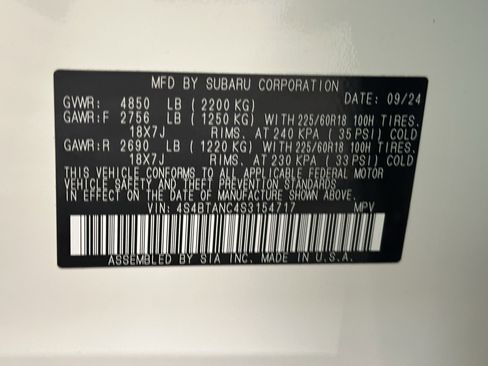 MFD BY SUBARU CORPORATION
GVWR: 4850 LB (2200 KG) DATE: 09/24
GAWR:F 2756 LB (1250 KG) WITH 225/60R18 100H TIRES.
18X7J RIMS. AT 240 KPA (35 PSI) COLD
GAWR:R 2690 LB (1220 KG) WITH 225/60R18 100H TIRES.
18X7J RIMS. AT 230 KPA (33 PSI) COLD
THIS VEHICLE CONFORMS TO ALL APPLICABLE FEDERAL MOTOR
VEHICLE SAFETY, BUMPER, AND THEFT PREVENTION STANDARDS
IN EFFECT ON THE DATE OF MANUFACTURE SHOWN ABOVE.
VIN: 4S4BTANC4S3154717 MPV
ASSEMBLED BY SIA INC. MADE IN U.S.A.